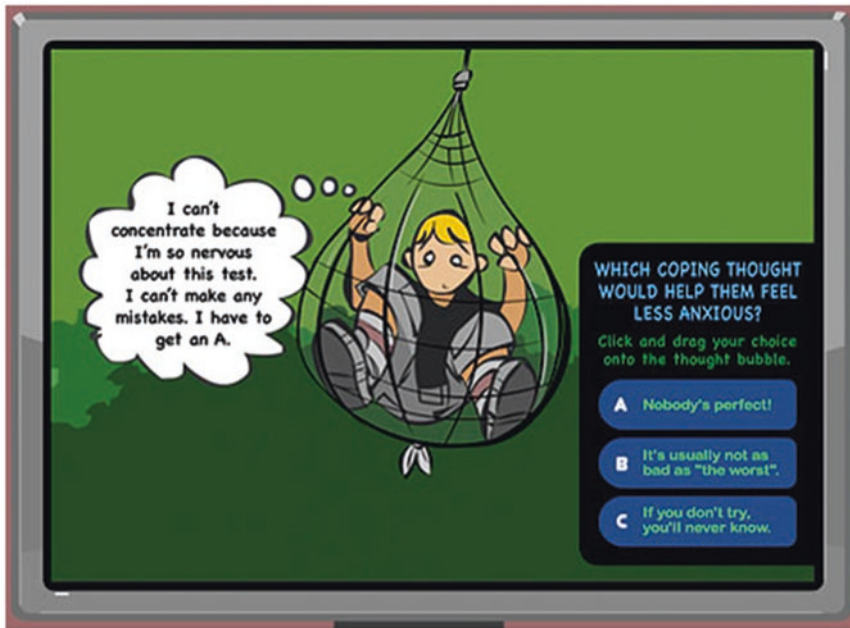 I can't
concentrate because
I'm so nervous
about this test.
I can't make any
mistakes. I have to
get an A.
WHICH COPING THOUGHT
WOULD HELP THEM FEEL
LESS ANXIOUS?
Click and drag your choice
onto the thought bubble.
A Nobody's perfect!
B It's usually not as
bad as "the worst".
C If you don't try,
you'll never know.